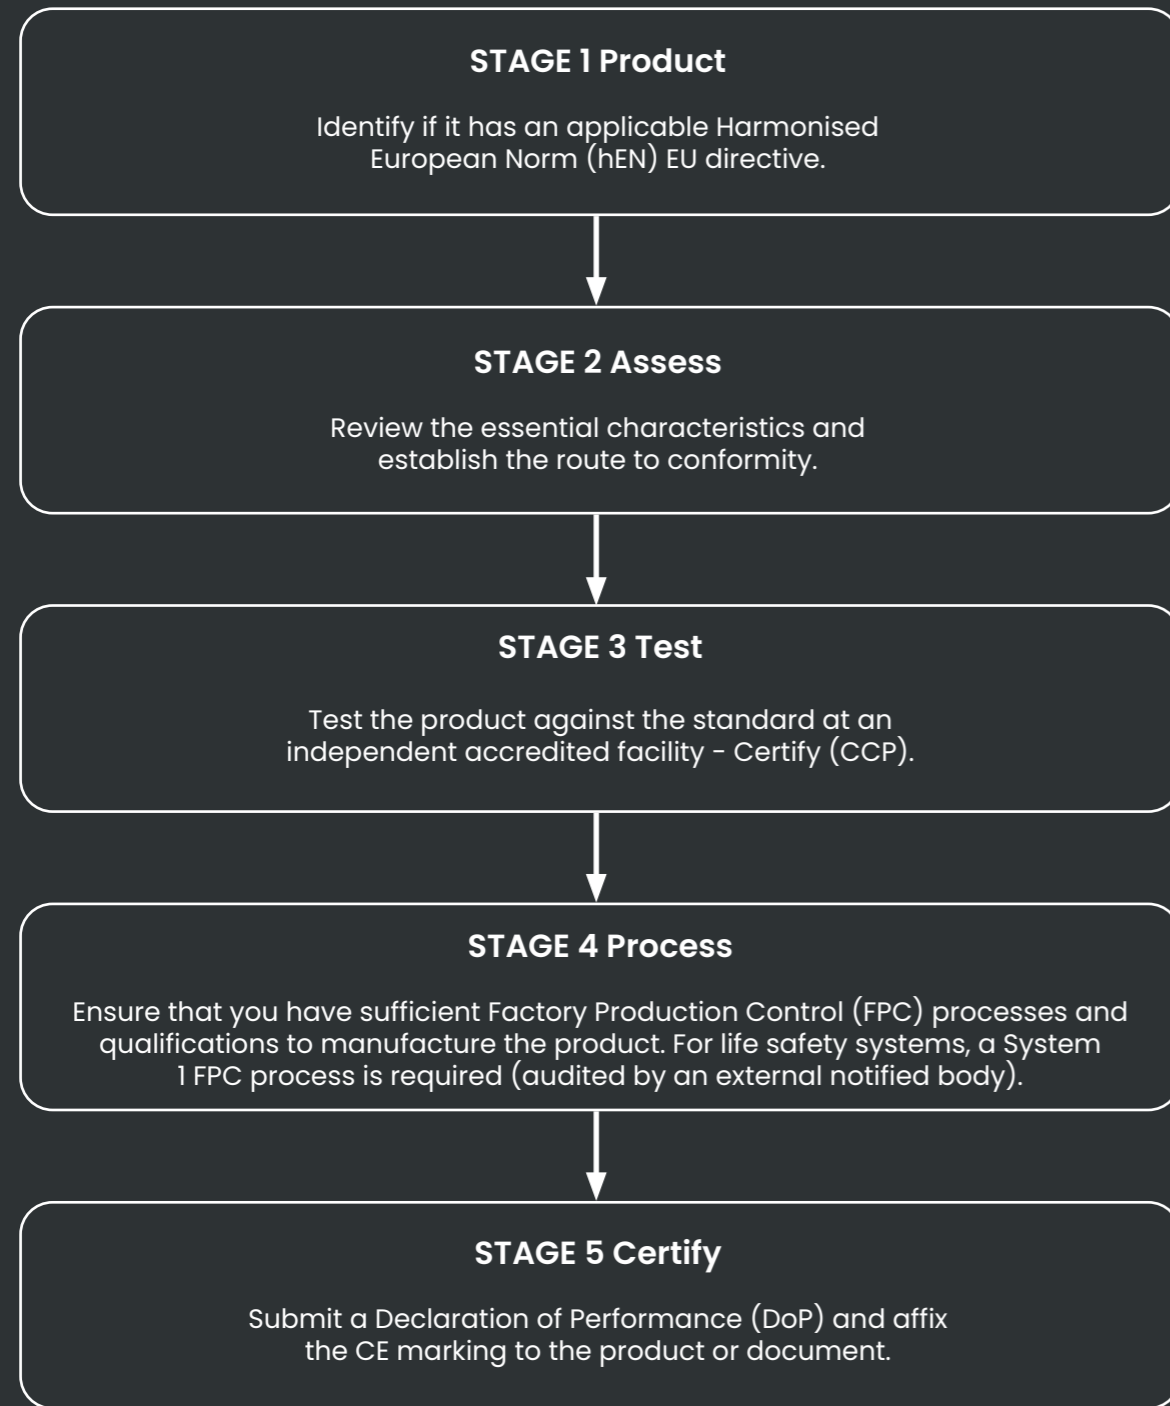 STAGE 1 Product
Identify if it has an applicable Harmonised
European Norm (hEN) EU directive.
STAGE 2 Assess
Review the essential characteristics and
establish the route to conformity.
STAGE 3 Test
Test the product against the standard at an
independent accredited facility - Certify (CCP).
STAGE 4 Process
Ensure that you have sufficient Factory Production Control (FPC) processes and
qualifications to manufacture the product. For life safety systems, a System
1 FPC process is required (audited by an external notified body).
STAGE 5 Certify
Submit a Declaration of Performance (DoP) and affix
the CE marking to the product or document.